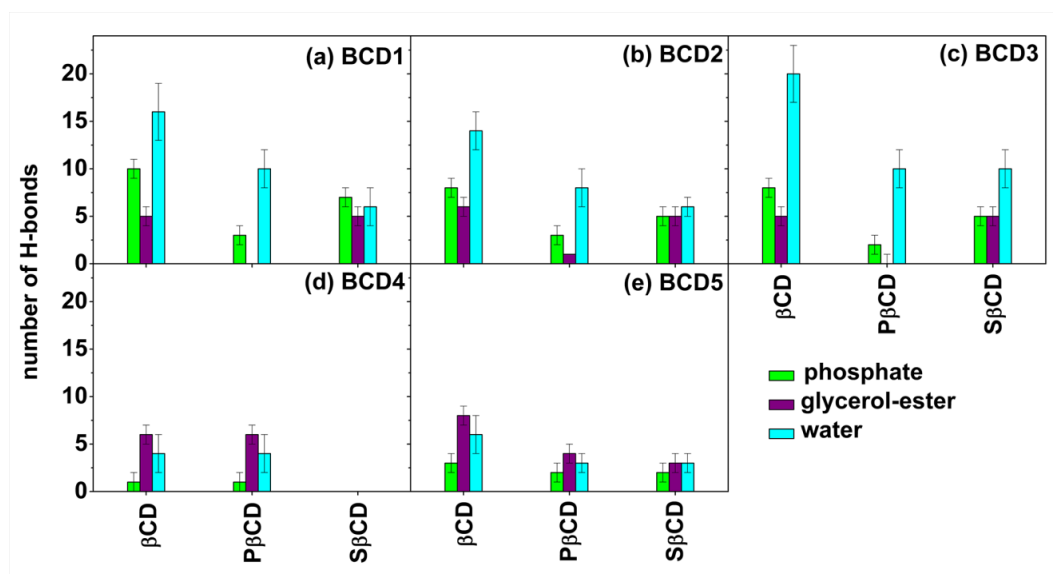 number of H-bonds
(a) BCD1
(b) BCD2
(c) BCD3
20
15
10
5
0
(d) BCD4
(e) BCD5
20
15
10
5
0
βCD
PβCD
SβCD
βCD
PβCD
SβCD
βCD
PβCD
SβCD
phosphate
glycerol-ester
water